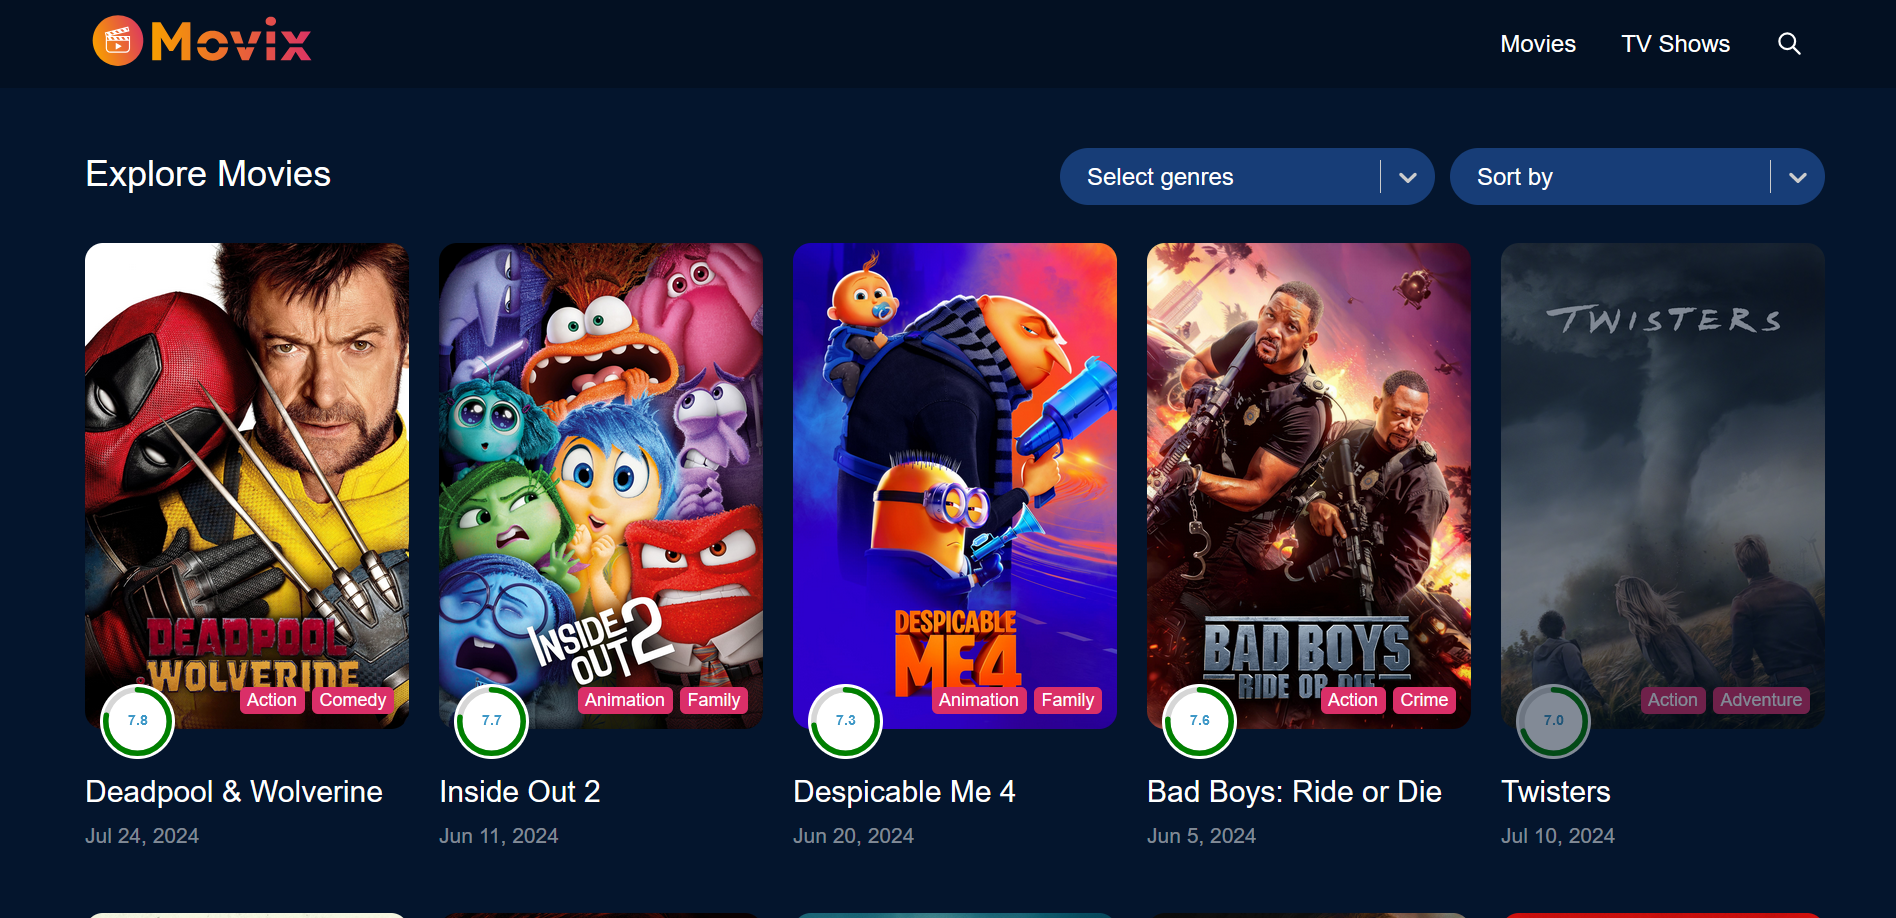 Movix
Movies
TV Shows
Explore Movies
Select genres
Sort by
DEADPOOL
& WOLVERINE
7.8
Action
Comedy
Deadpool & Wolverine
Jul 24, 2024
INSIDE
OUT 2
7.7
Animation
Family
Inside Out 2
Jun 11, 2024
DESPICABLE
ME 4
7.3
Animation
Family
Despicable Me 4
Jun 20, 2024
BAD BOYS
RIDE OR DIE
7.6
Action
Crime
Bad Boys: Ride or Die
Jun 5, 2024
TWISTERS
7.0
Action
Adventure
Twisters
Jul 10, 2024